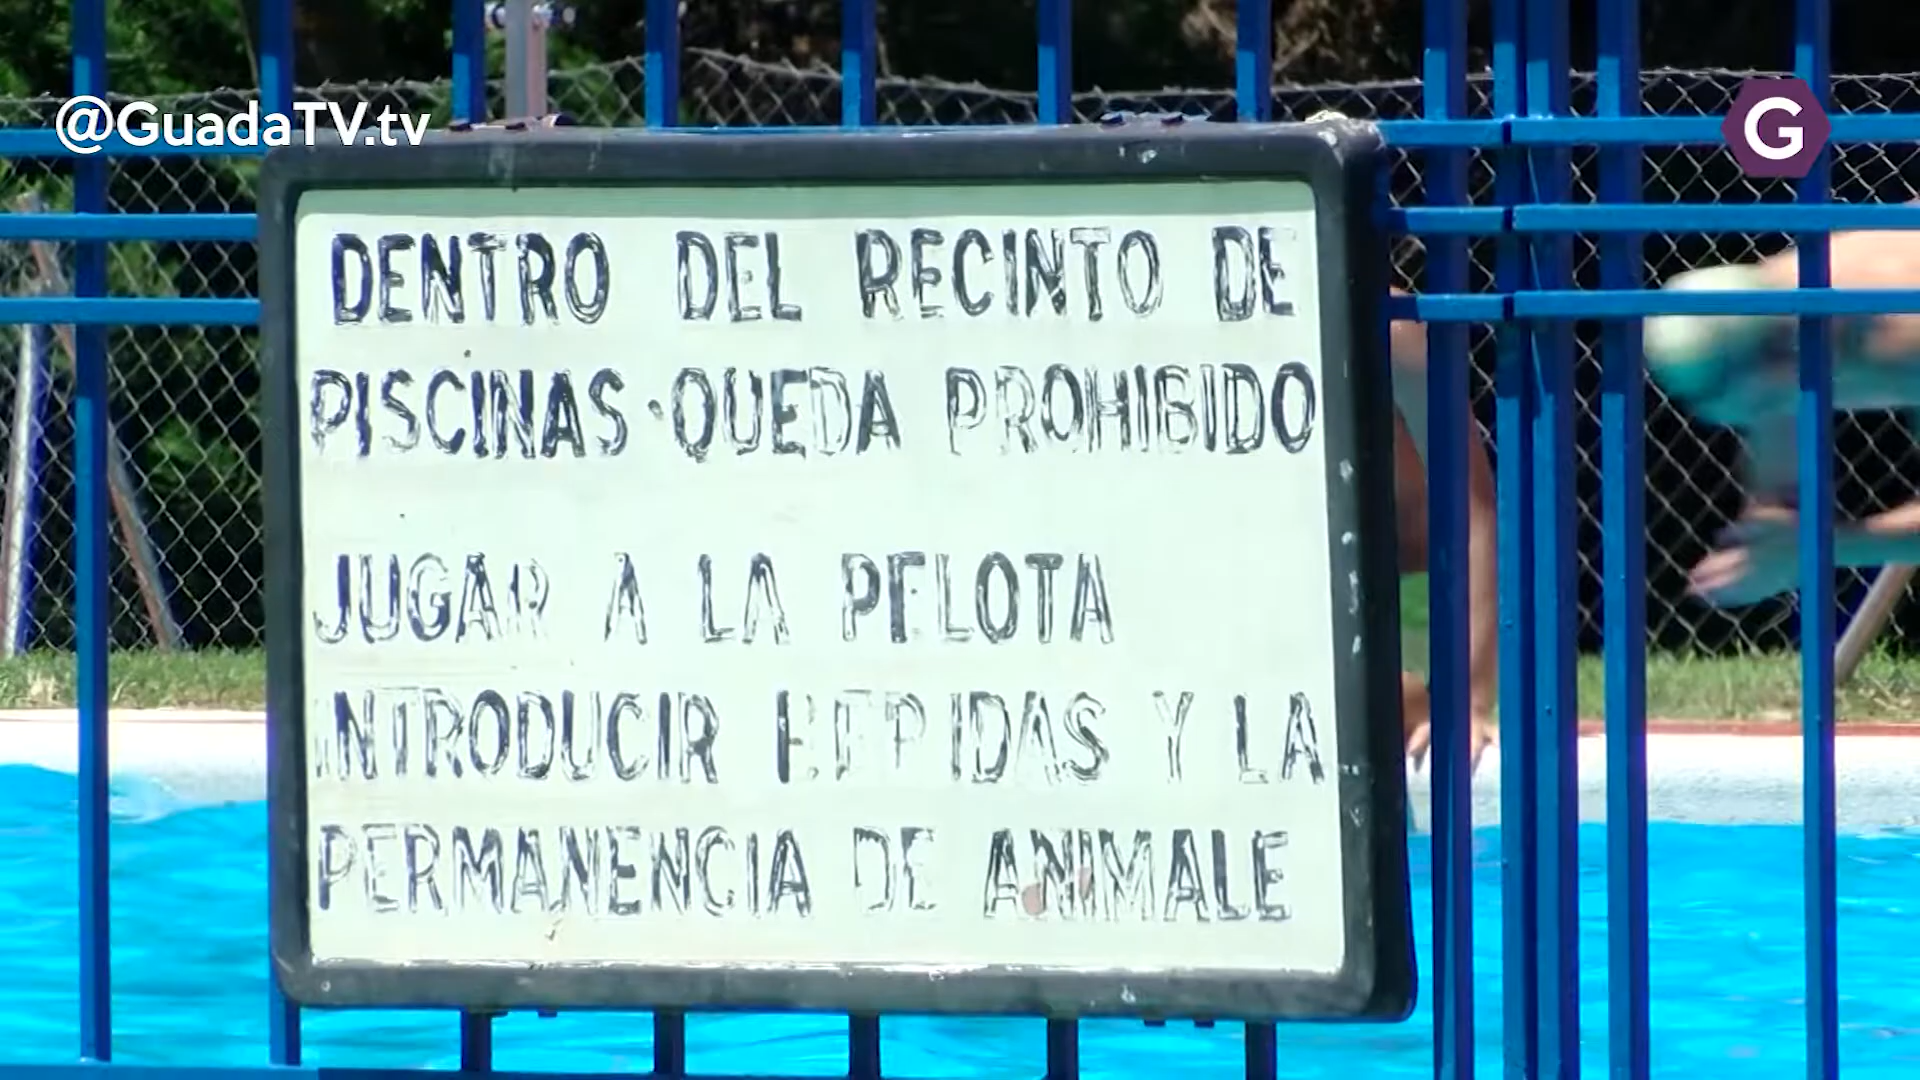 @GuadaTV.tv
G
DENTRO DEL RECINTO DE
PISCINAS·QUEDA PROHIBIDO
JUGAR A LA PELOTA
INTRODUCIR BEBIDAS Y LA
PERMANENCIA DE ANIMALE